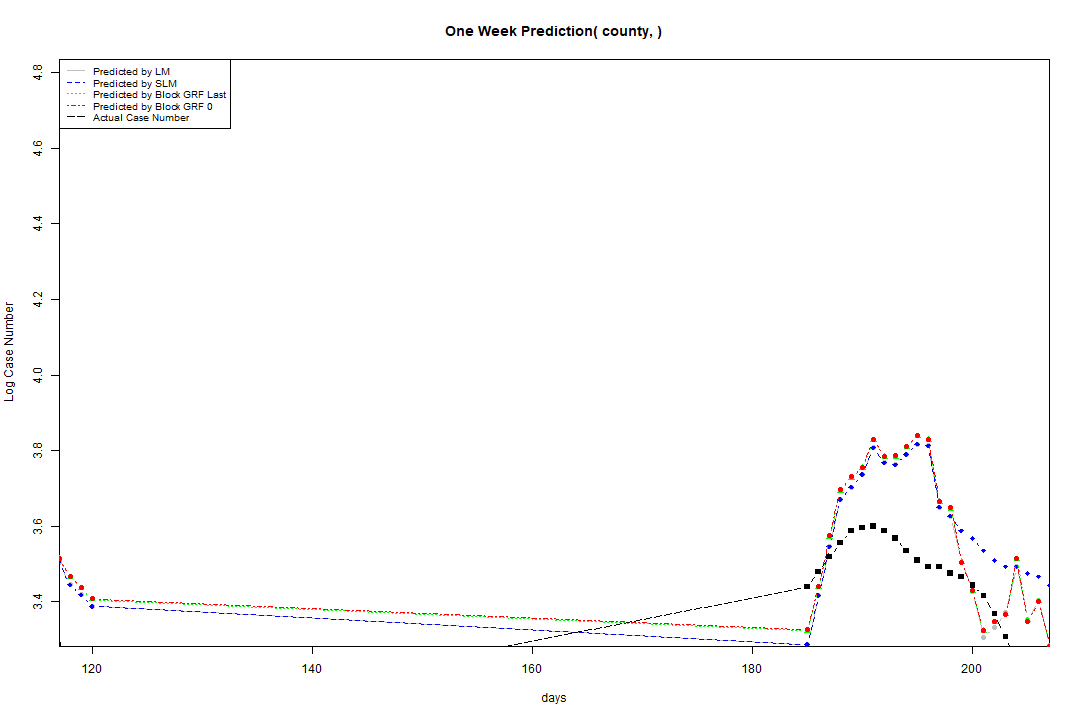 One Week Prediction( county, )
Predicted by LM
Predicted by SLM
Predicted by Block GRF Last
Predicted by Block GRF 0
Actual Case Number
4.8
4.6
4.4
4.2
4.0
3.8
3.6
3.4
Log Case Number
120 140 160 180 200
days